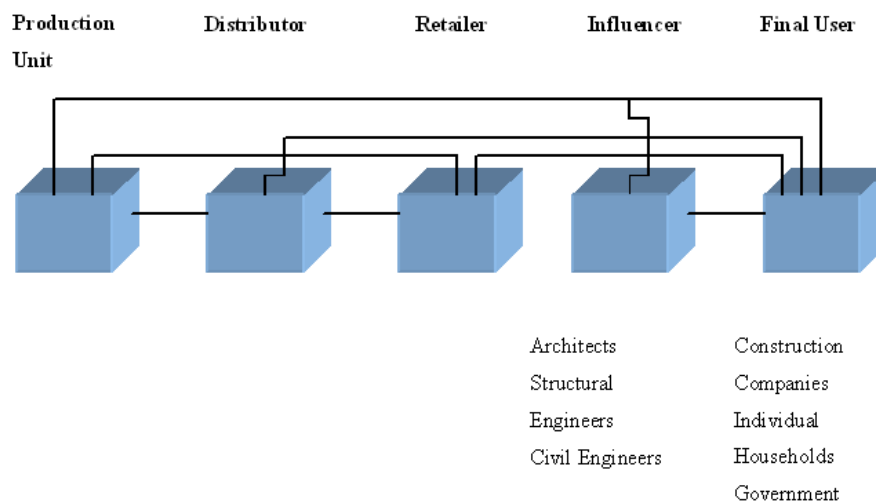 Production Unit
Distributor
Retailer
Influencer
Final User
Architects
Structural
Engineers
Civil Engineers
Construction
Companies
Individual
Households
Government